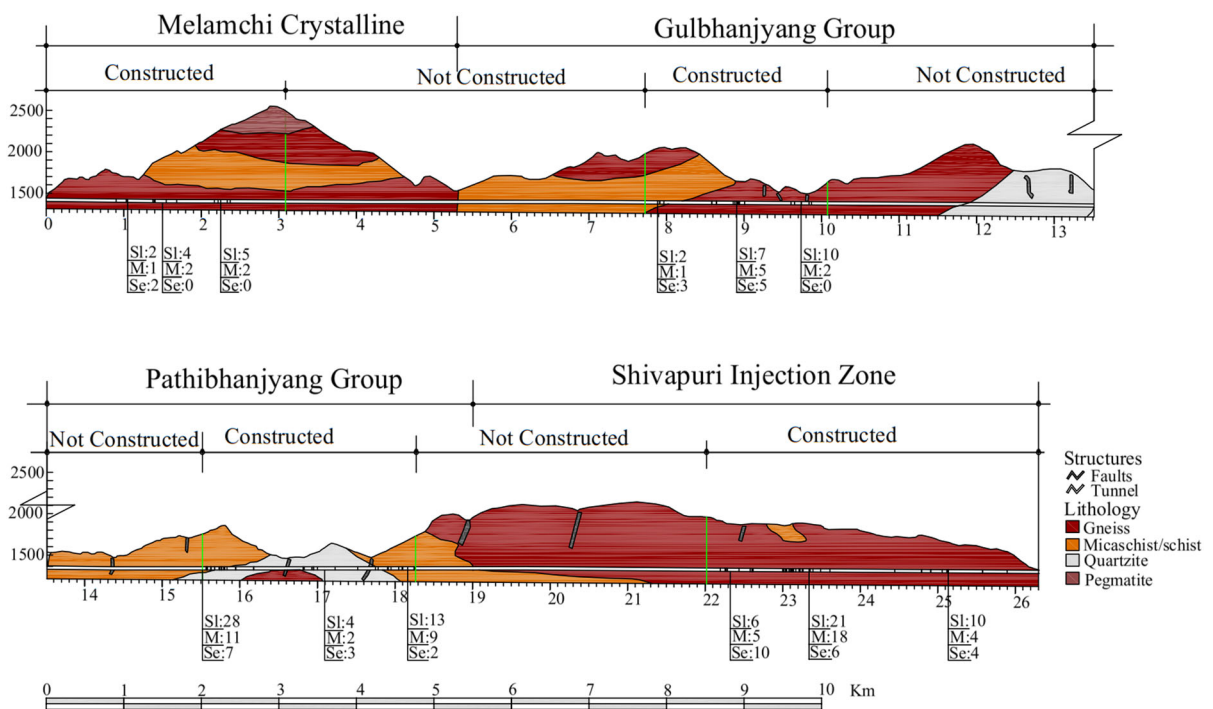 Melamchi Crystalline Gulbhanjyang Group
Constructed Not Constructed Constructed Not Constructed
2500
2000
1500
0 1 2 3 4 5 6 7 8 9 10 11 12 13
Sl:2 Sl:4 Sl:5 Sl:2 Sl:7 Sl:10
M:1 M:2 M:2 M:1 M:5 M:2
Se:2 Se:0 Se:0 Se:3 Se:5 Se:0
Pathibhanjyang Group Shivapuri Injection Zone
Not Constructed Constructed Not Constructed Constructed
2500
2000
1500
Structures
Faults
Tunnel
Lithology
Gneiss
Micaschist/schist
Quartzite
Pegmatite
14 15 16 17 18 19 20 21 22 23 24 25 26
Sl:28 Sl:4 Sl:13 Sl:6 Sl:21 Sl:10
M:11 M:2 M:9 M:5 M:18 M:4
Se:7 Se:3 Se:2 Se:10 Se:6 Se:4
0 1 2 3 4 5 6 7 8 9 10 Km